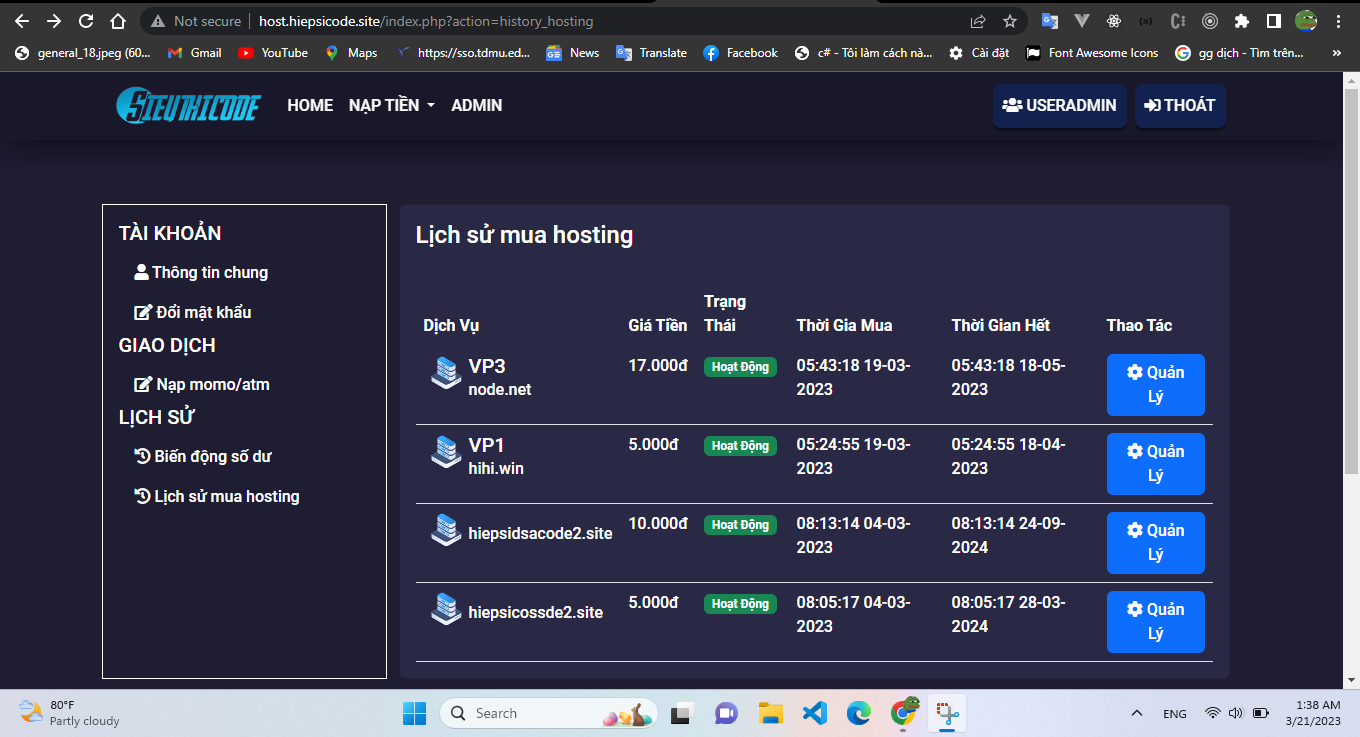 Not secure | host.hiepsicode.site/index.php?action=history_hosting
general_18.jpeg (60... Gmail YouTube Maps https://sso.tdmu.ed... News Translate Facebook c# - Tôi làm cách nà... Cài đặt Font Awesome Icons gg dịch - Tìm trên... »
SIEUTHICODE HOME NẠP TIỀN ADMIN USERADMIN THOÁT
TÀI KHOẢN
Thông tin chung
Đổi mật khẩu
GIAO DỊCH
Nạp momo/atm
LỊCH SỬ
Biến động số dư
Lịch sử mua hosting
Lịch sử mua hosting
Dịch Vụ Giá Tiền Trạng Thái Thời Gia Mua Thời Gian Hết Thao Tác
VP3 17.000đ Hoạt Động 05:43:18 19-03- 05:43:18 18-05- Quản
node.net 2023 2023 Lý
VP1 5.000đ Hoạt Động 05:24:55 19-03- 05:24:55 18-04- Quản
hihi.win 2023 2023 Lý
hiepsidsacode2.site 10.000đ Hoạt Động 08:13:14 04-03- 08:13:14 24-09- Quản
2023 2024 Lý
hiepsicossde2.site 5.000đ Hoạt Động 08:05:17 04-03- 08:05:17 28-03- Quản
2023 2024 Lý
80°F
Partly cloudy
Search
ENG
1:38 AM
3/21/2023